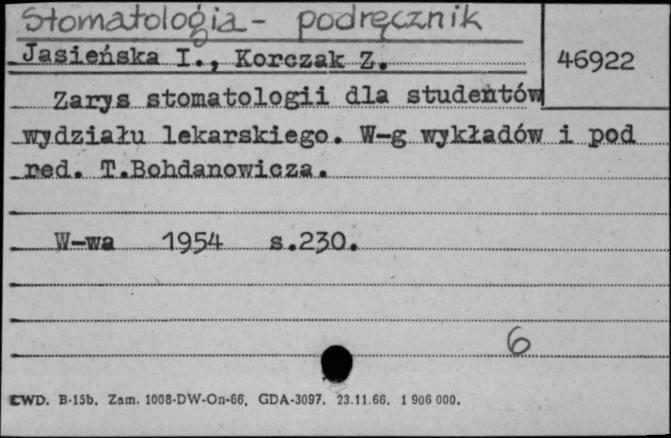 Stomatologia - podręcznik
Jasieńska I., Korczak Z.
46922
Zarys stomatologii dla studentów
wydziału lekarskiego. W-g wykładów i pod
red. T.Bohdanowicza.
W-wa 1954 s.230.
6
CWD. B-15b. Zam. 1008-DW-On-66. GDA-3097. 23.11.66. 1 906 000.